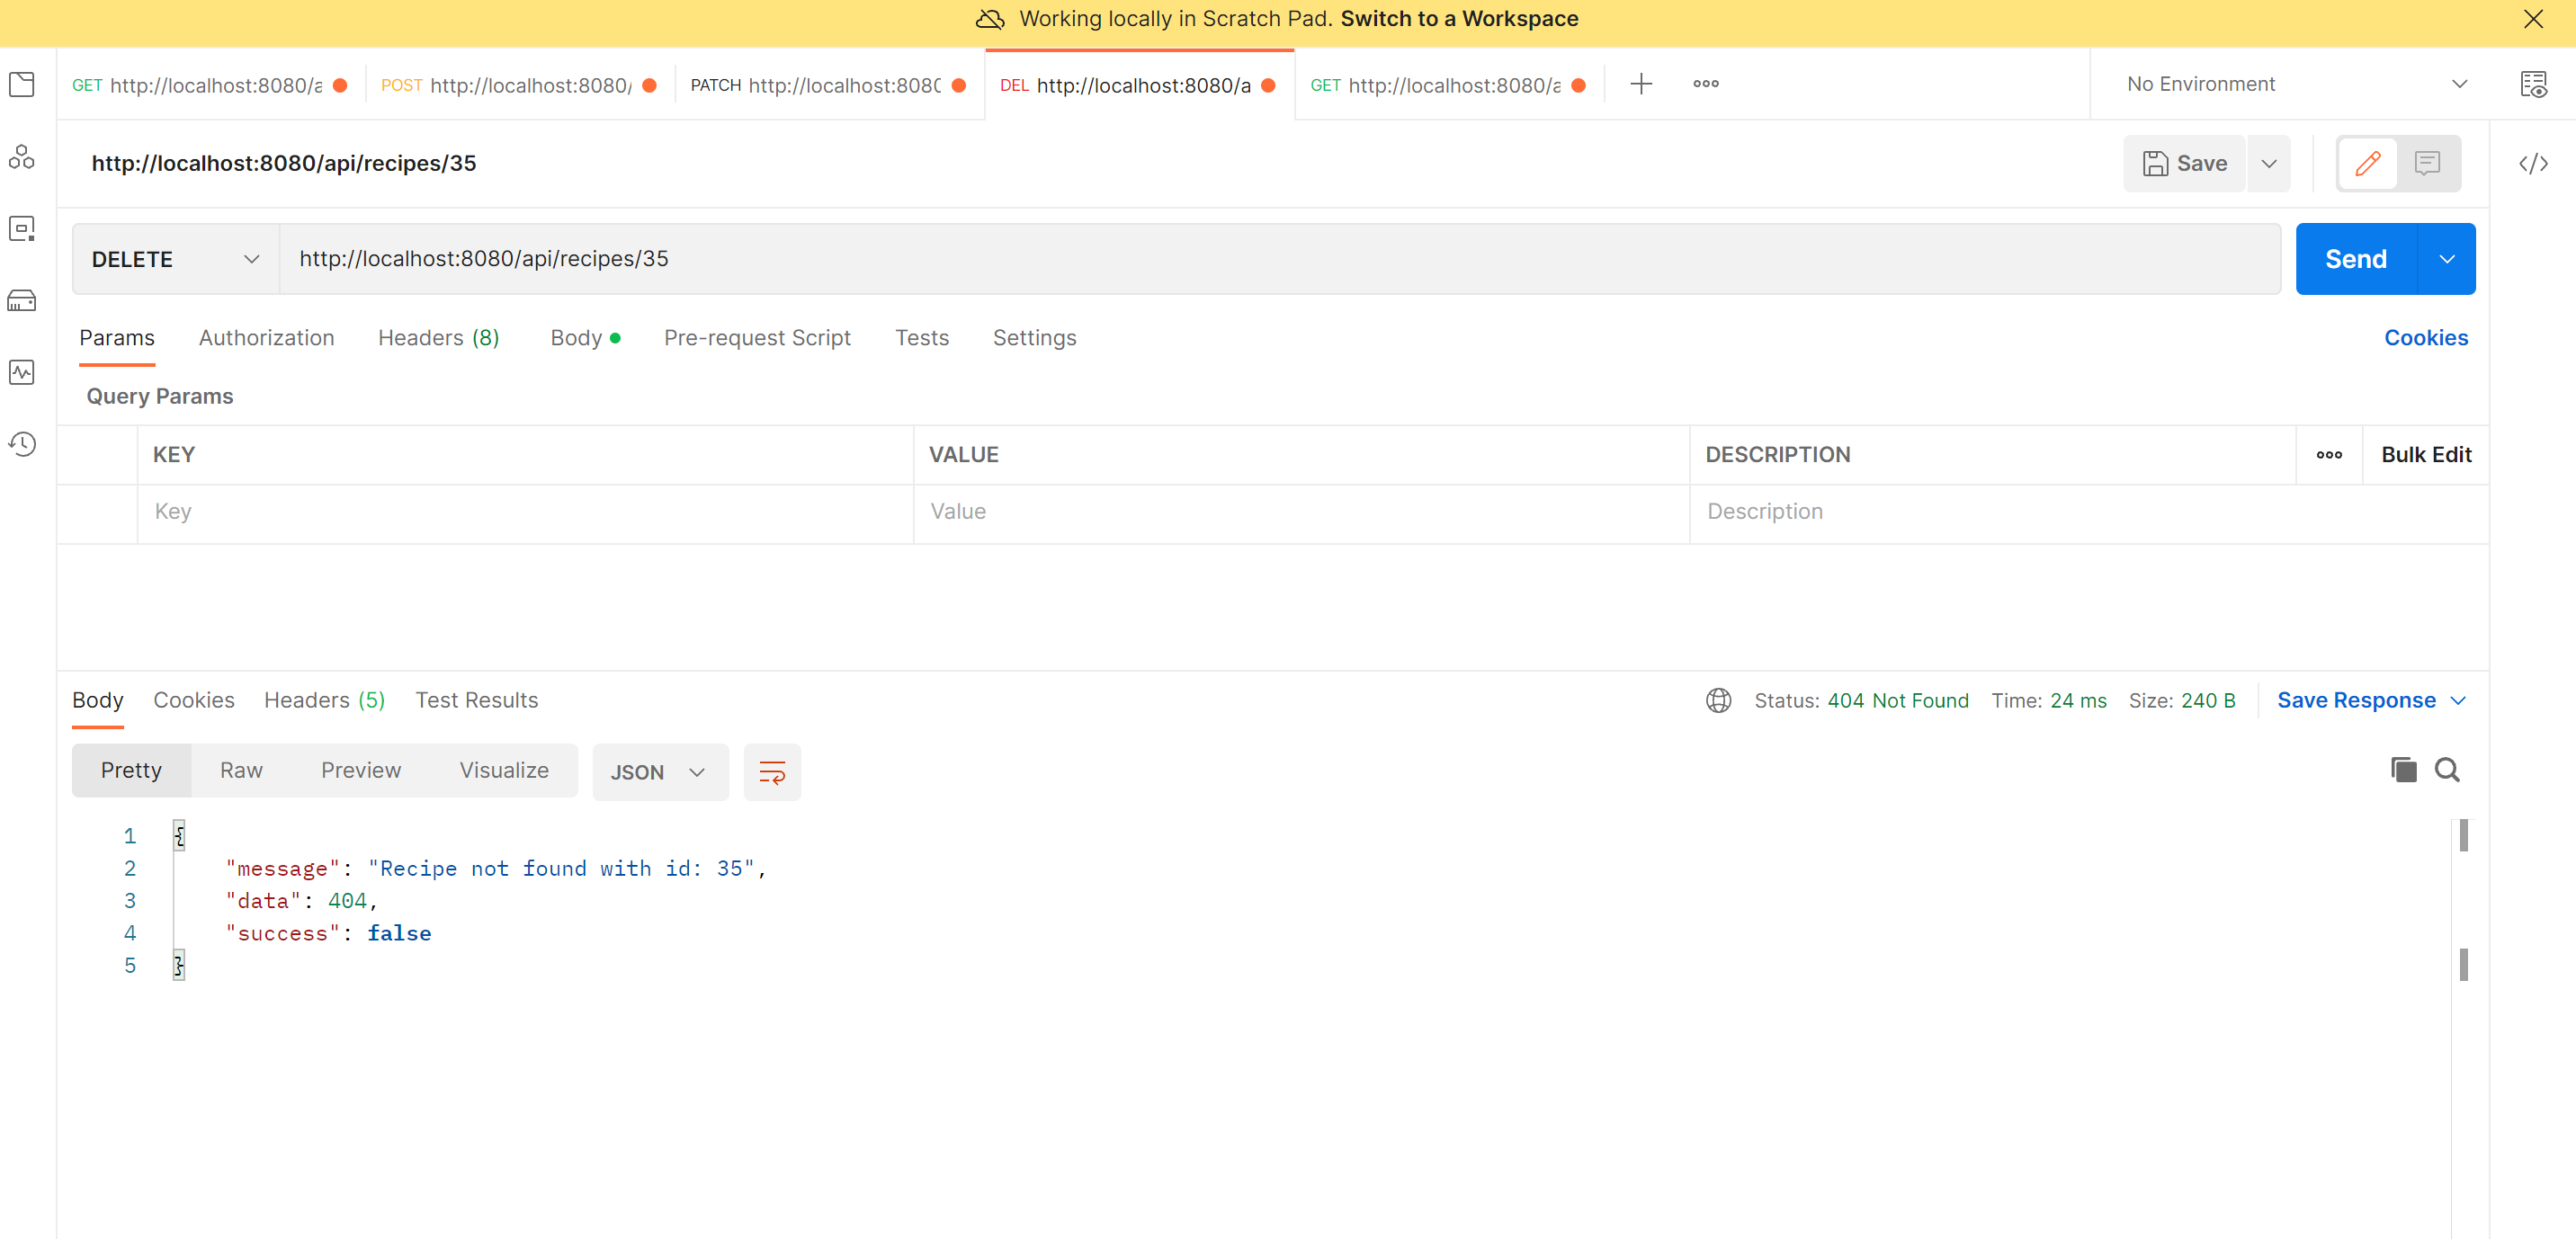 Working locally in Scratch Pad. Switch to a Workspace
GET http://localhost:8080/a
POST http://localhost:8080/
PATCH http://localhost:8080
DEL http://localhost:8080/a
GET http://localhost:8080/a
No Environment
http://localhost:8080/api/recipes/35
Save
DELETE
http://localhost:8080/api/recipes/35
Send
Params Authorization Headers (8) Body Pre-request Script Tests Settings
Cookies
Query Params
KEY VALUE DESCRIPTION
Bulk Edit
Key Value Description
Body Cookies Headers (5) Test Results
Status: 404 Not Found Time: 24 ms Size: 240 B
Save Response
Pretty Raw Preview Visualize JSON
1 {
2 "message": "Recipe not found with id: 35",
3 "data": 404,
4 "success": false
5 }